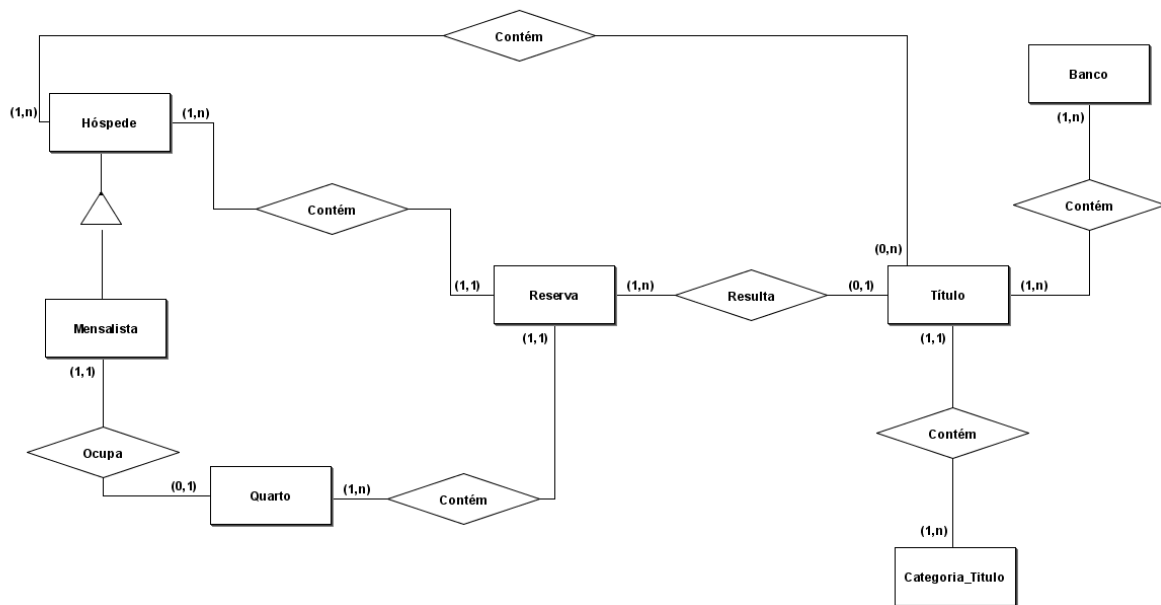 Contém
Banco
(1,n)
(1,n)
(1,n)
Hóspede
Contém
Contém
(0,n)
(1,1)
Reserva
(1,n)
Resulta
(0,1)
Título
(1,n)
Mensalista
(1,1)
(1,1)
(1,1)
Contém
Ocupa
(0,1)
Quarto
(1,n)
Contém
(1,n)
Categoria_Titulo